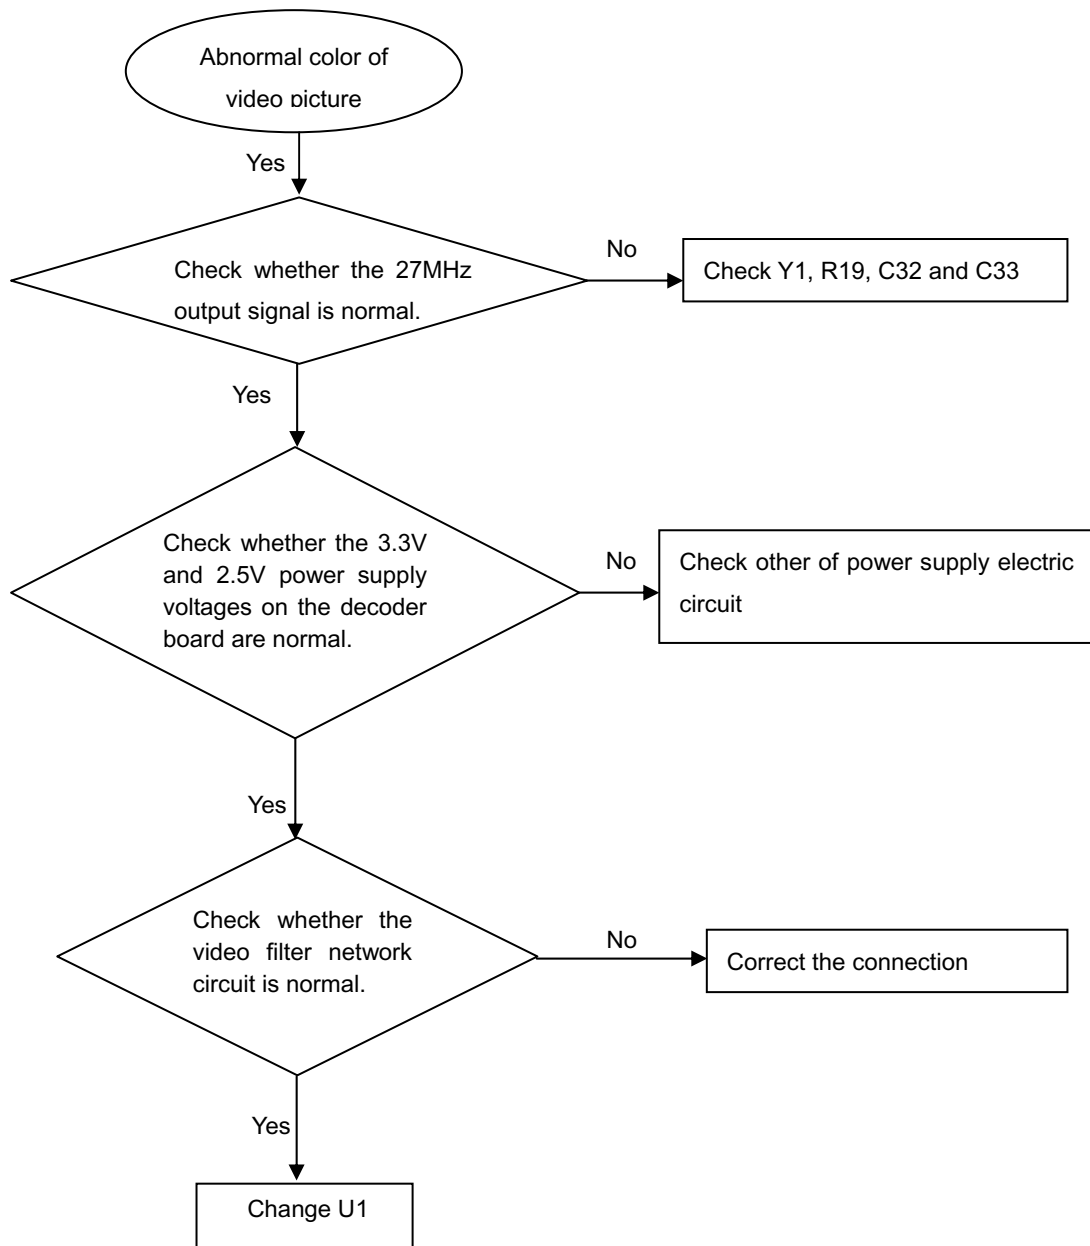 Abnormal color of
video picture
Yes
Check whether the 27MHz
output signal is normal.
No
Check Y1, R19, C32 and C33
Yes
Check whether the 3.3V
and 2.5V power supply
voltages on the decoder
board are normal.
No
Check other of power supply electric
circuit
Yes
Check whether the
video filter network
circuit is normal.
No
Correct the connection
Yes
Change U1